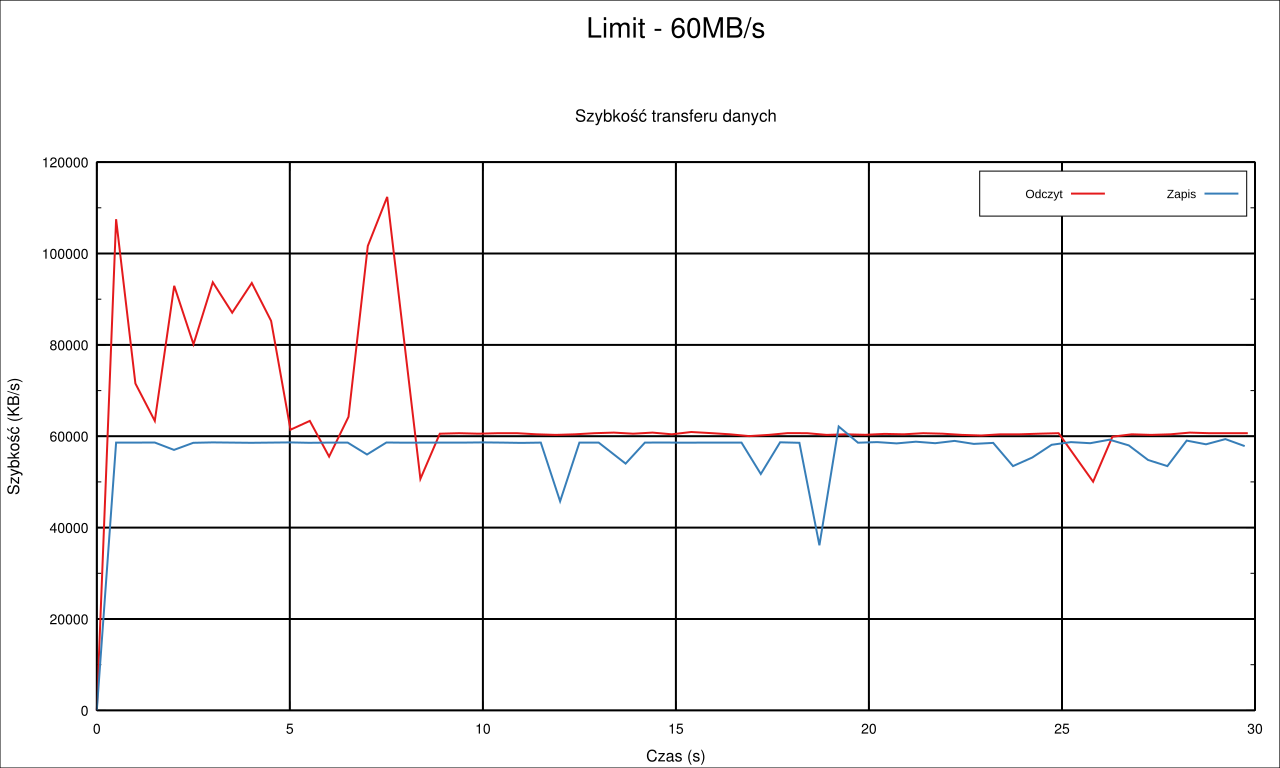 Limit - 60MB/s
Szybkość transferu danych
120000
100000
80000
60000
40000
20000
0
Szybkość (KB/s)
Odczyt
Zapis
0 5 10 15 20 25 30
Czas (s)